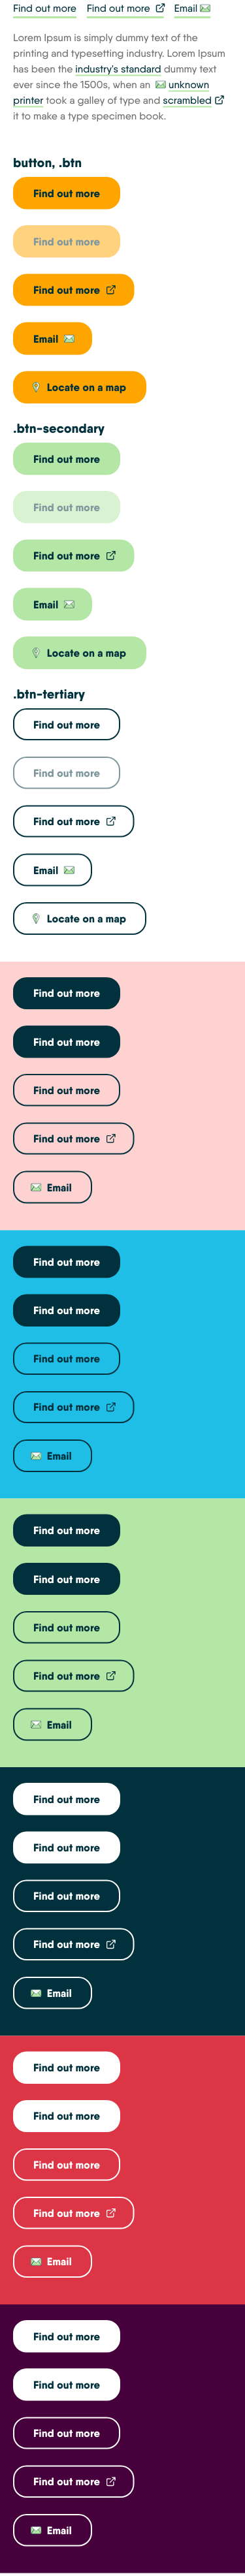 Find out more Find out more Email
Lorem Ipsum is simply dummy text of the
printing and typesetting industry. Lorem Ipsum
has been the industry's standard dummy text
ever since the 1500s, when an unknown
printer took a galley of type and scrambled
it to make a type specimen book.
button, .btn
Find out more
Find out more
Find out more
Email
Locate on a map
.btn-secondary
Find out more
Find out more
Find out more
Email
Locate on a map
.btn-tertiary
Find out more
Find out more
Find out more
Email
Locate on a map
Find out more
Find out more
Find out more
Find out more
Email
Find out more
Find out more
Find out more
Find out more
Email
Find out more
Find out more
Find out more
Find out more
Email
Find out more
Find out more
Find out more
Find out more
Email
Find out more
Find out more
Find out more
Find out more
Email
Find out more
Find out more
Find out more
Find out more
Email